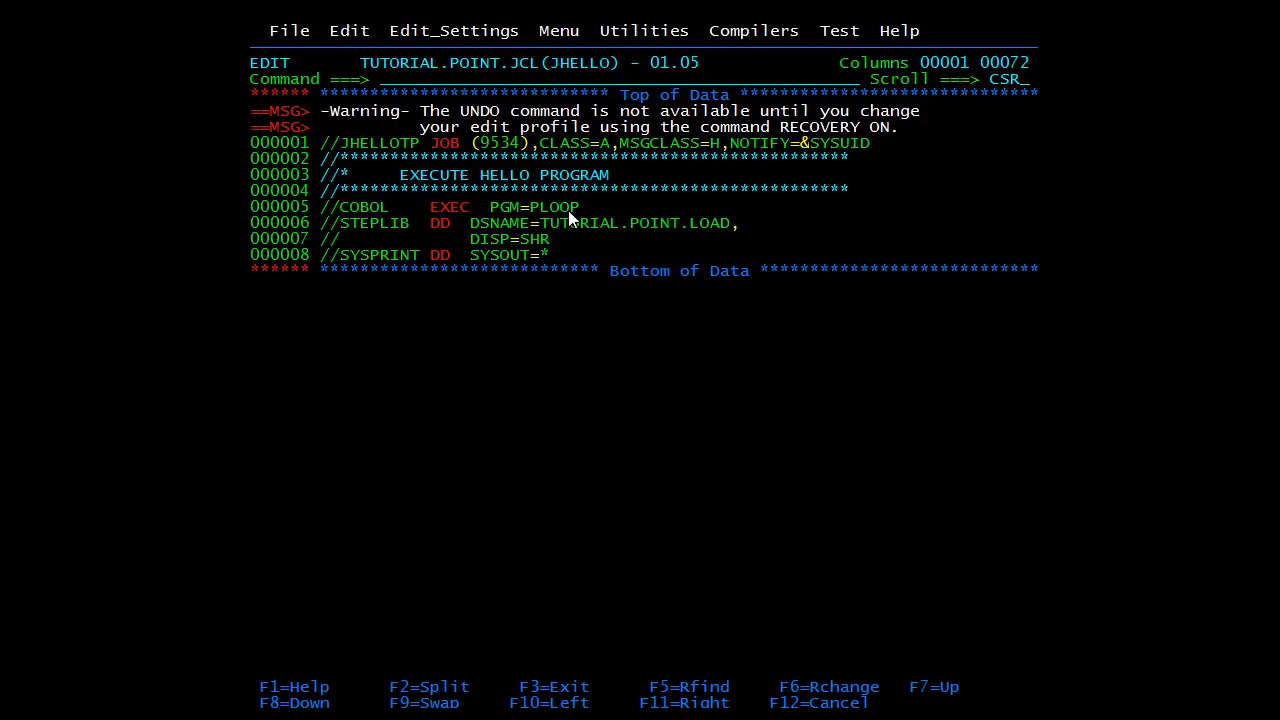 File  Edit  Edit_Settings  Menu  Utilities  Compilers  Test  Help
EDIT       TUTORIAL.POINT.JCL(JHELLO) - 01.05              Columns 00001 00072
Command ===> ________________________________________________ Scroll ===> CSR_
****** ***************************** Top of Data ******************************
==MSG> -Warning- The UNDO command is not available until you change
==MSG>           your edit profile using the command RECOVERY ON.
000001 //JHELLOTP JOB (9534),CLASS=A,MSGCLASS=H,NOTIFY=&SYSUID
000002 //***************************************************
000003 //*     EXECUTE HELLO PROGRAM
000004 //***************************************************
000005 //COBOL    EXEC  PGM=PLOOP
000006 //STEPLIB  DD  DSNAME=TUTORIAL.POINT.LOAD,
000007 //             DISP=SHR
000008 //SYSPRINT DD  SYSOUT=*
****** **************************** Bottom of Data ****************************
F1=Help      F2=Split     F3=Exit      F5=Rfind     F6=Rchange   F7=Up
F8=Down      F9=Swap     F10=Left     F11=Right    F12=Cancel